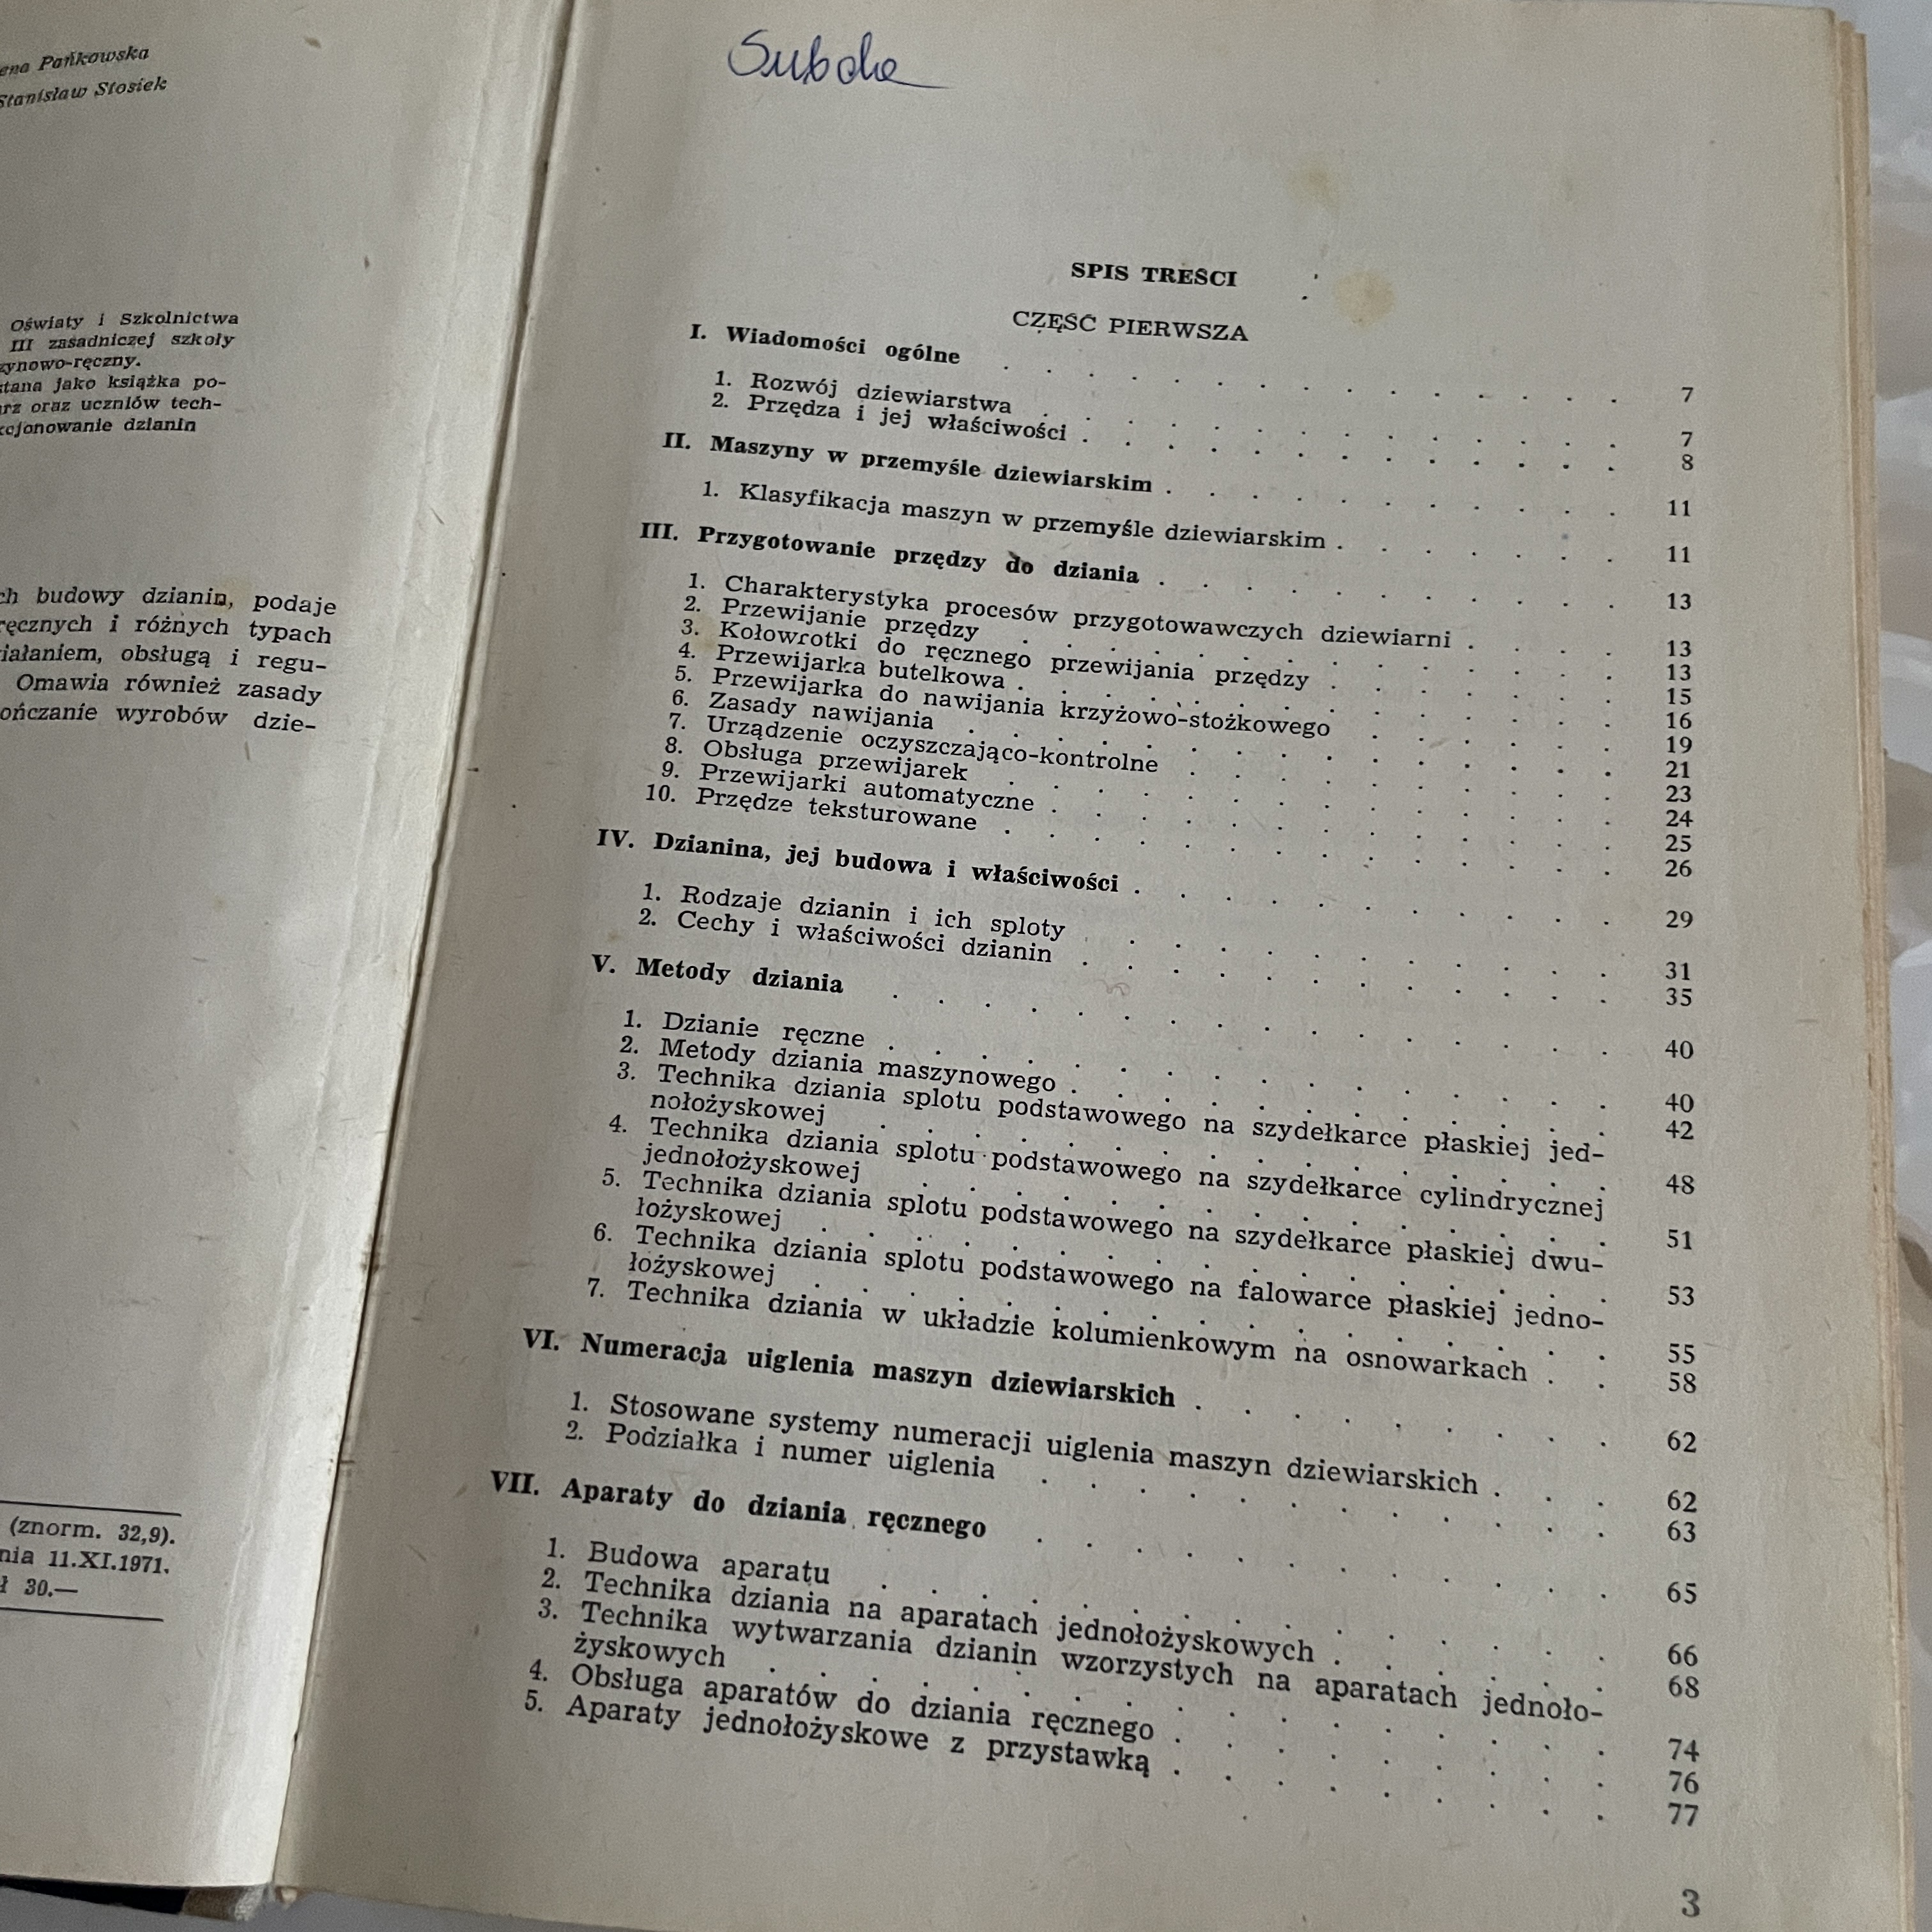 Pańkowska
Stanisław Stosiek
Oświaty i Szkolnictwa
III zasadniczej szkoły
zynowo-ręczny.
tana jako książka po-
arz oraz uczniów tech-
kcjonowanie dzianin
ch budowy dzianin, podaje
ręcznych i różnych typach
iałaniem, obsługą i regu-
Omawia również zasady
ończanie wyrobów dzie-
(znorm. 32,9).
nia 11.XI.1971.
ł 30.—
SPIS TREŚCI
CZĘŚĆ PIERWSZA
I. Wiadomości ogólne . . . . . . . . . . . . . . . 7
1. Rozwój dziewiarstwa . . . . . . . . . . . . . . 7
2. Przędza i jej właściwości . . . . . . . . . . . . . 8
II. Maszyny w przemyśle dziewiarskim . . . . . . . . . . . 11
1. Klasyfikacja maszyn w przemyśle dziewiarskim . . . . . . . 11
III. Przygotowanie przędzy do dziania . . . . . . . . . . . 13
1. Charakterystyka procesów przygotowawczych dziewiarni . . . . 13
2. Przewijanie przędzy . . . . . . . . . . . . . . 13
3. Kołowrotki do ręcznego przewijania przędzy . . . . . . . 15
4. Przewijarka butelkowa . . . . . . . . . . . . . . 16
5. Przewijarka do nawijania krzyżowo-stożkowego . . . . . . 19
6. Zasady nawijania . . . . . . . . . . . . . . . 21
7. Urządzenie oczyszczająco-kontrolne . . . . . . . . . . 23
8. Obsługa przewijarek . . . . . . . . . . . . . . 24
9. Przewijarki automatyczne . . . . . . . . . . . . . 25
10. Przędze teksturowane . . . . . . . . . . . . . . 26
IV. Dzianina, jej budowa i właściwości . . . . . . . . . . . 29
1. Rodzaje dzianin i ich sploty . . . . . . . . . . . . 31
2. Cechy i właściwości dzianin . . . . . . . . . . . . 35
V. Metody dziania . . . . . . . . . . . . . . . . 40
1. Dzianie ręczne . . . . . . . . . . . . . . . . 40
2. Metody dziania maszynowego . . . . . . . . . . . . 42
3. Technika dziania splotu podstawowego na szydełkarce płaskiej jed-
nołożyskowej . . . . . . . . . . . . . . . . 48
4. Technika dziania splotu podstawowego na szydełkarce cylindrycznej
jednołożyskowej . . . . . . . . . . . . . . . 51
5. Technika dziania splotu podstawowego na szydełkarce płaskiej dwu-
łożyskowej . . . . . . . . . . . . . . . . . 53
6. Technika dziania splotu podstawowego na falowarce płaskiej jedno-
łożyskowej . . . . . . . . . . . . . . . . . 55
7. Technika dziania w układzie kolumienkowym na osnowarkach . . 58
VI. Numeracja uiglenia maszyn dziewiarskich . . . . . . . . . 62
1. Stosowane systemy numeracji uiglenia maszyn dziewiarskich . . . 62
2. Podziałka i numer uiglenia . . . . . . . . . . . . 63
VII. Aparaty do dziania ręcznego . . . . . . . . . . . . 65
1. Budowa aparatu . . . . . . . . . . . . . . . 66
2. Technika dziania na aparatach jednołożyskowych . . . . . . 68
3. Technika wytwarzania dzianin wzorzystych na aparatach jednoło-
żyskowych . . . . . . . . . . . . . . . . . 74
4. Obsługa aparatów do dziania ręcznego . . . . . . . . . 76
5. Aparaty jednołożyskowe z przystawką . . . . . . . . . 77
3